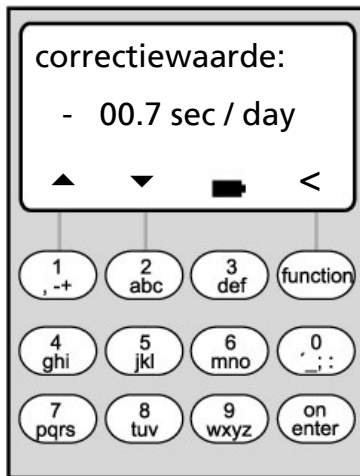 correctiewaarde:
- 00.7 sec / day
<
1 2 3 function
, -+ abc def
4 5 6 0
ghi jkl mno ´_; :
7 8 9 on
pqrs tuv wxyz enter